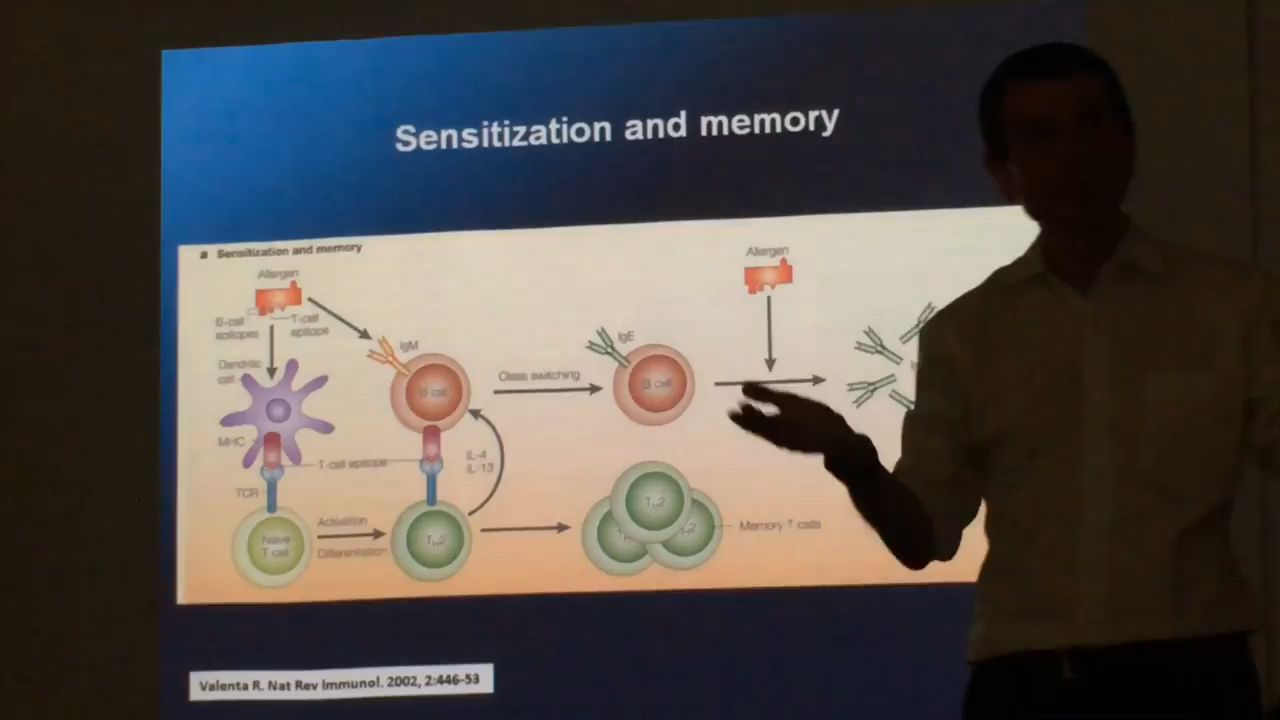 Sensitization and memory
a Sensitization and memory
Allergen
B-cell
epitopes
T-cell
epitope
Dendritic
cell
MHC
TCR
Naive
T cell
T-cell epitope
Activation
Differentiation
IgM
B cell
IL-4
IL-13
TH2
Class switching
IgE
B cell
Allergen
TH2
Memory T cells
Valenta R. Nat Rev Immunol. 2002, 2:446-53